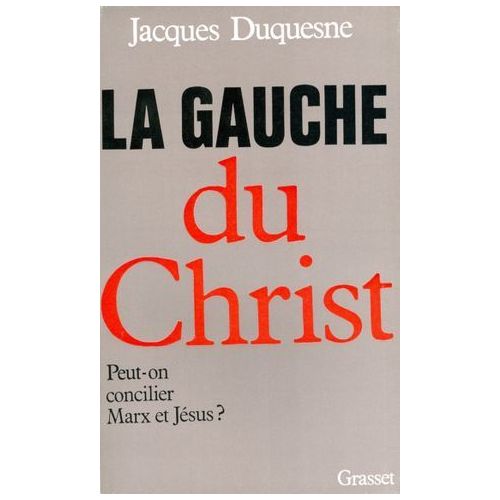 Jacques Duquesne
LA GAUCHE
du
Christ
Peut-on
concilier
Marx et Jésus ?
Grasset